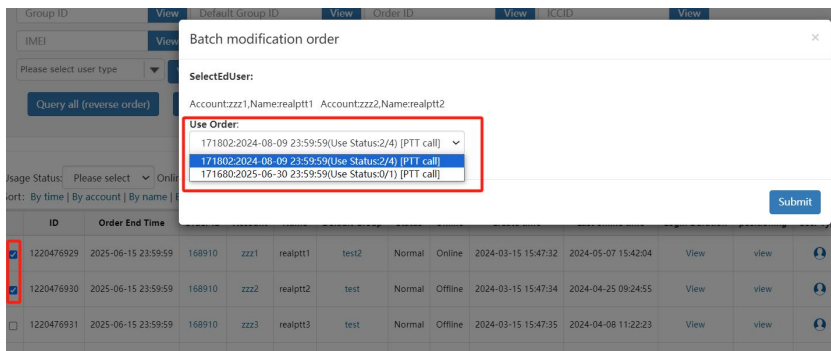 Group ID View Default Group ID View Order ID View ICCID View
IMEI View
Batch modification order ×
Please select user type
SelectEdUser:
Account:zzz1,Name:realptt1 Account:zzz2,Name:realptt2
Query all (reverse order)
Use Order:
171802:2024-08-09 23:59:59(Use Status:2/4) [PTT call]
171802:2024-08-09 23:59:59(Use Status:2/4) [PTT call]
171680:2025-06-30 23:59:59(Use Status:0/1) [PTT call]
Usage Status: Please select
By time | By account | By name |
Submit
ID Order End Time
1220476929 2025-06-15 23:59:59 168910 zzz1 realptt1 test2 Normal Online 2024-03-15 15:47:32 2024-05-07 15:42:04 View view
1220476930 2025-06-15 23:59:59 168910 zzz2 realptt2 test Normal Offline 2024-03-15 15:47:34 2024-04-25 09:24:55 View view
1220476931 2025-06-15 23:59:59 168910 zzz3 realptt3 test Normal Offline 2024-03-15 15:47:35 2024-04-08 11:22:23 View view